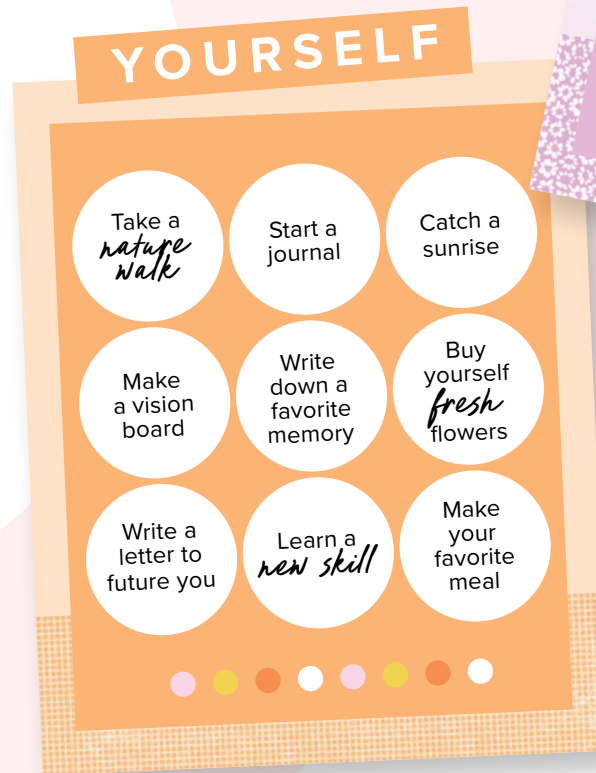 YOURSELF
Take a
nature
walk
Start a
journal
Catch a
sunrise
Make
a vision
board
Write
down a
favorite
memory
Buy
yourself
fresh
flowers
Write a
letter to
future you
Learn a
new skill
Make
your
favorite
meal